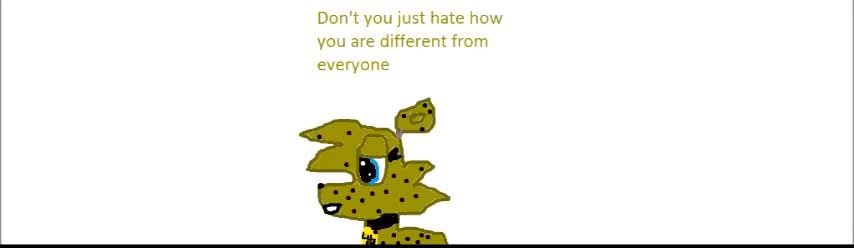 Don't you just hate how
you are different from
everyone